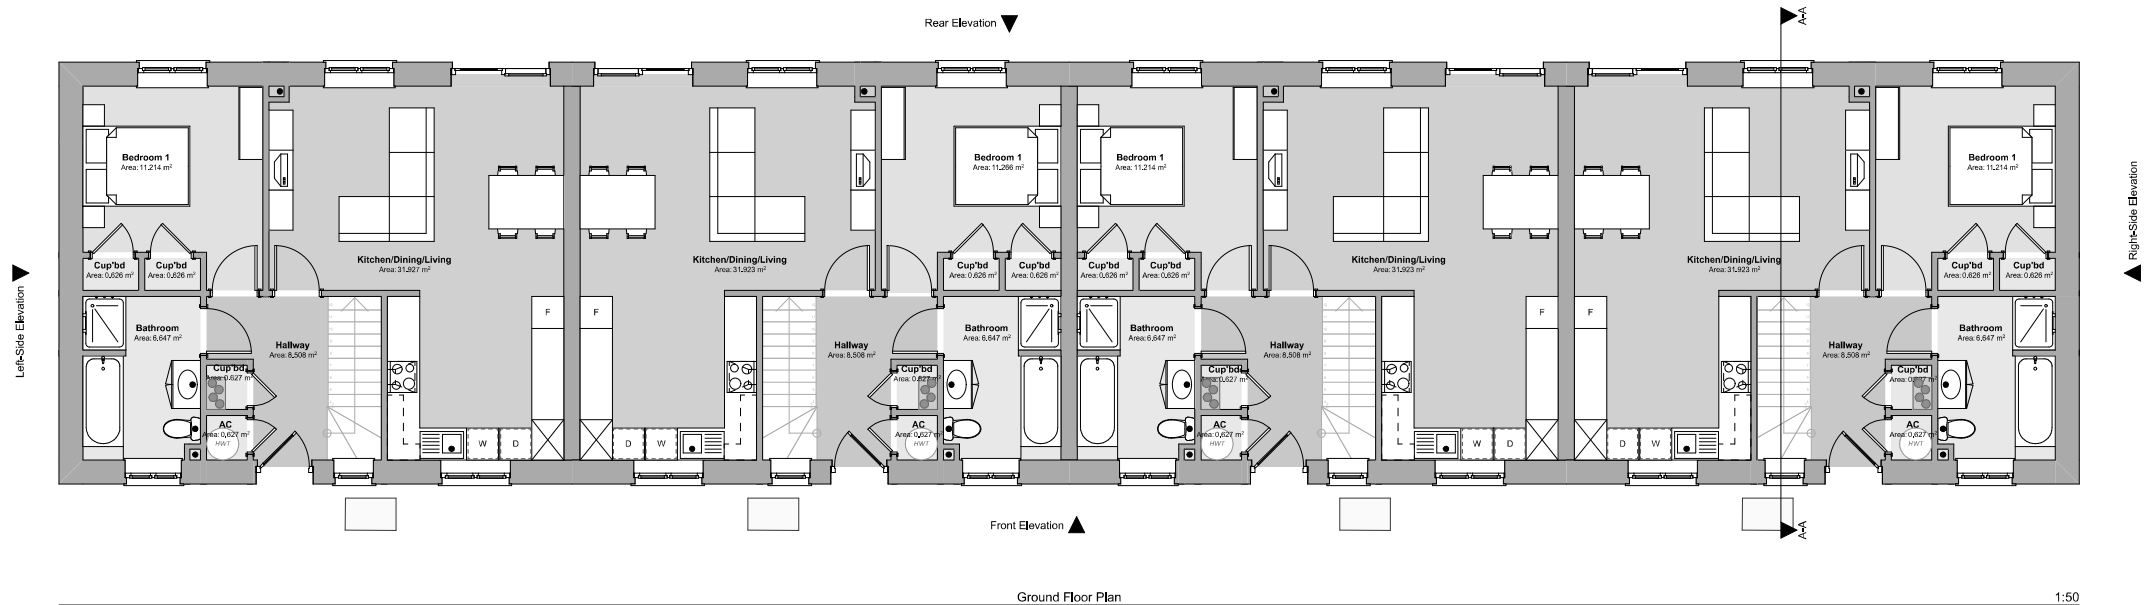 Rear Elevation
A-A
Bedroom 1
Area: 11.214 m²
Bedroom 1
Area: 11.266 m²
Bedroom 1
Area: 11.214 m²
Bedroom 1
Area: 11.214 m²
Right-Side Elevation
Left-Side Elevation
Kitchen/Dining/Living
Area: 31.927 m²
Kitchen/Dining/Living
Area: 31.923 m²
Kitchen/Dining/Living
Area: 31.923 m²
Kitchen/Dining/Living
Area: 31.923 m²
Cup'bd
Area: 0.626 m²
Cup'bd
Area: 0.626 m²
Cup'bd
Area: 0.626 m²
Cup'bd
Area: 0.626 m²
Cup'bd
Area: 0.626 m²
Cup'bd
Area: 0.626 m²
Cup'bd
Area: 0.626 m²
Cup'bd
Area: 0.626 m²
F
F
F
F
Bathroom
Area: 6.647 m²
Hallway
Area: 8.508 m²
Hallway
Area: 8.508 m²
Bathroom
Area: 6.647 m²
Bathroom
Area: 6.647 m²
Hallway
Area: 8.508 m²
Hallway
Area: 8.508 m²
Bathroom
Area: 6.647 m²
Cup'bd
Area: 0.627 m²
Cup'bd
Area: 0.627 m²
Cup'bd
Area: 0.627 m²
Cup'bd
AC
Area: 0.627 m²
HWT
W
D
D
W
AC
Area: 0.627 m²
HWT
AC
Area: 0.627 m²
HWT
W
D
D
W
AC
Area: 0.627 m²
HWT
Front Elevation
A-A
Ground Floor Plan
1:50